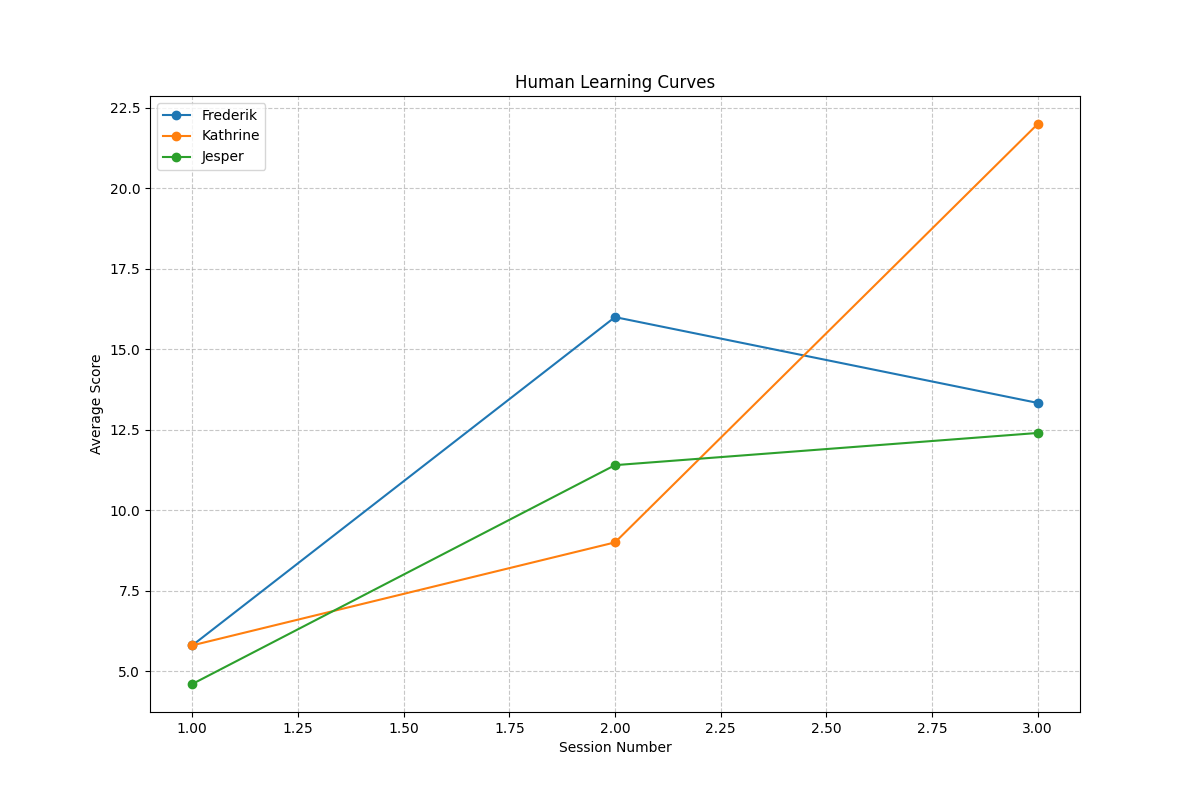 Human Learning Curves
Frederik
Kathrine
Jesper
22.5
20.0
17.5
15.0
12.5
10.0
7.5
5.0
Average Score
1.00 1.25 1.50 1.75 2.00 2.25 2.50 2.75 3.00
Session Number